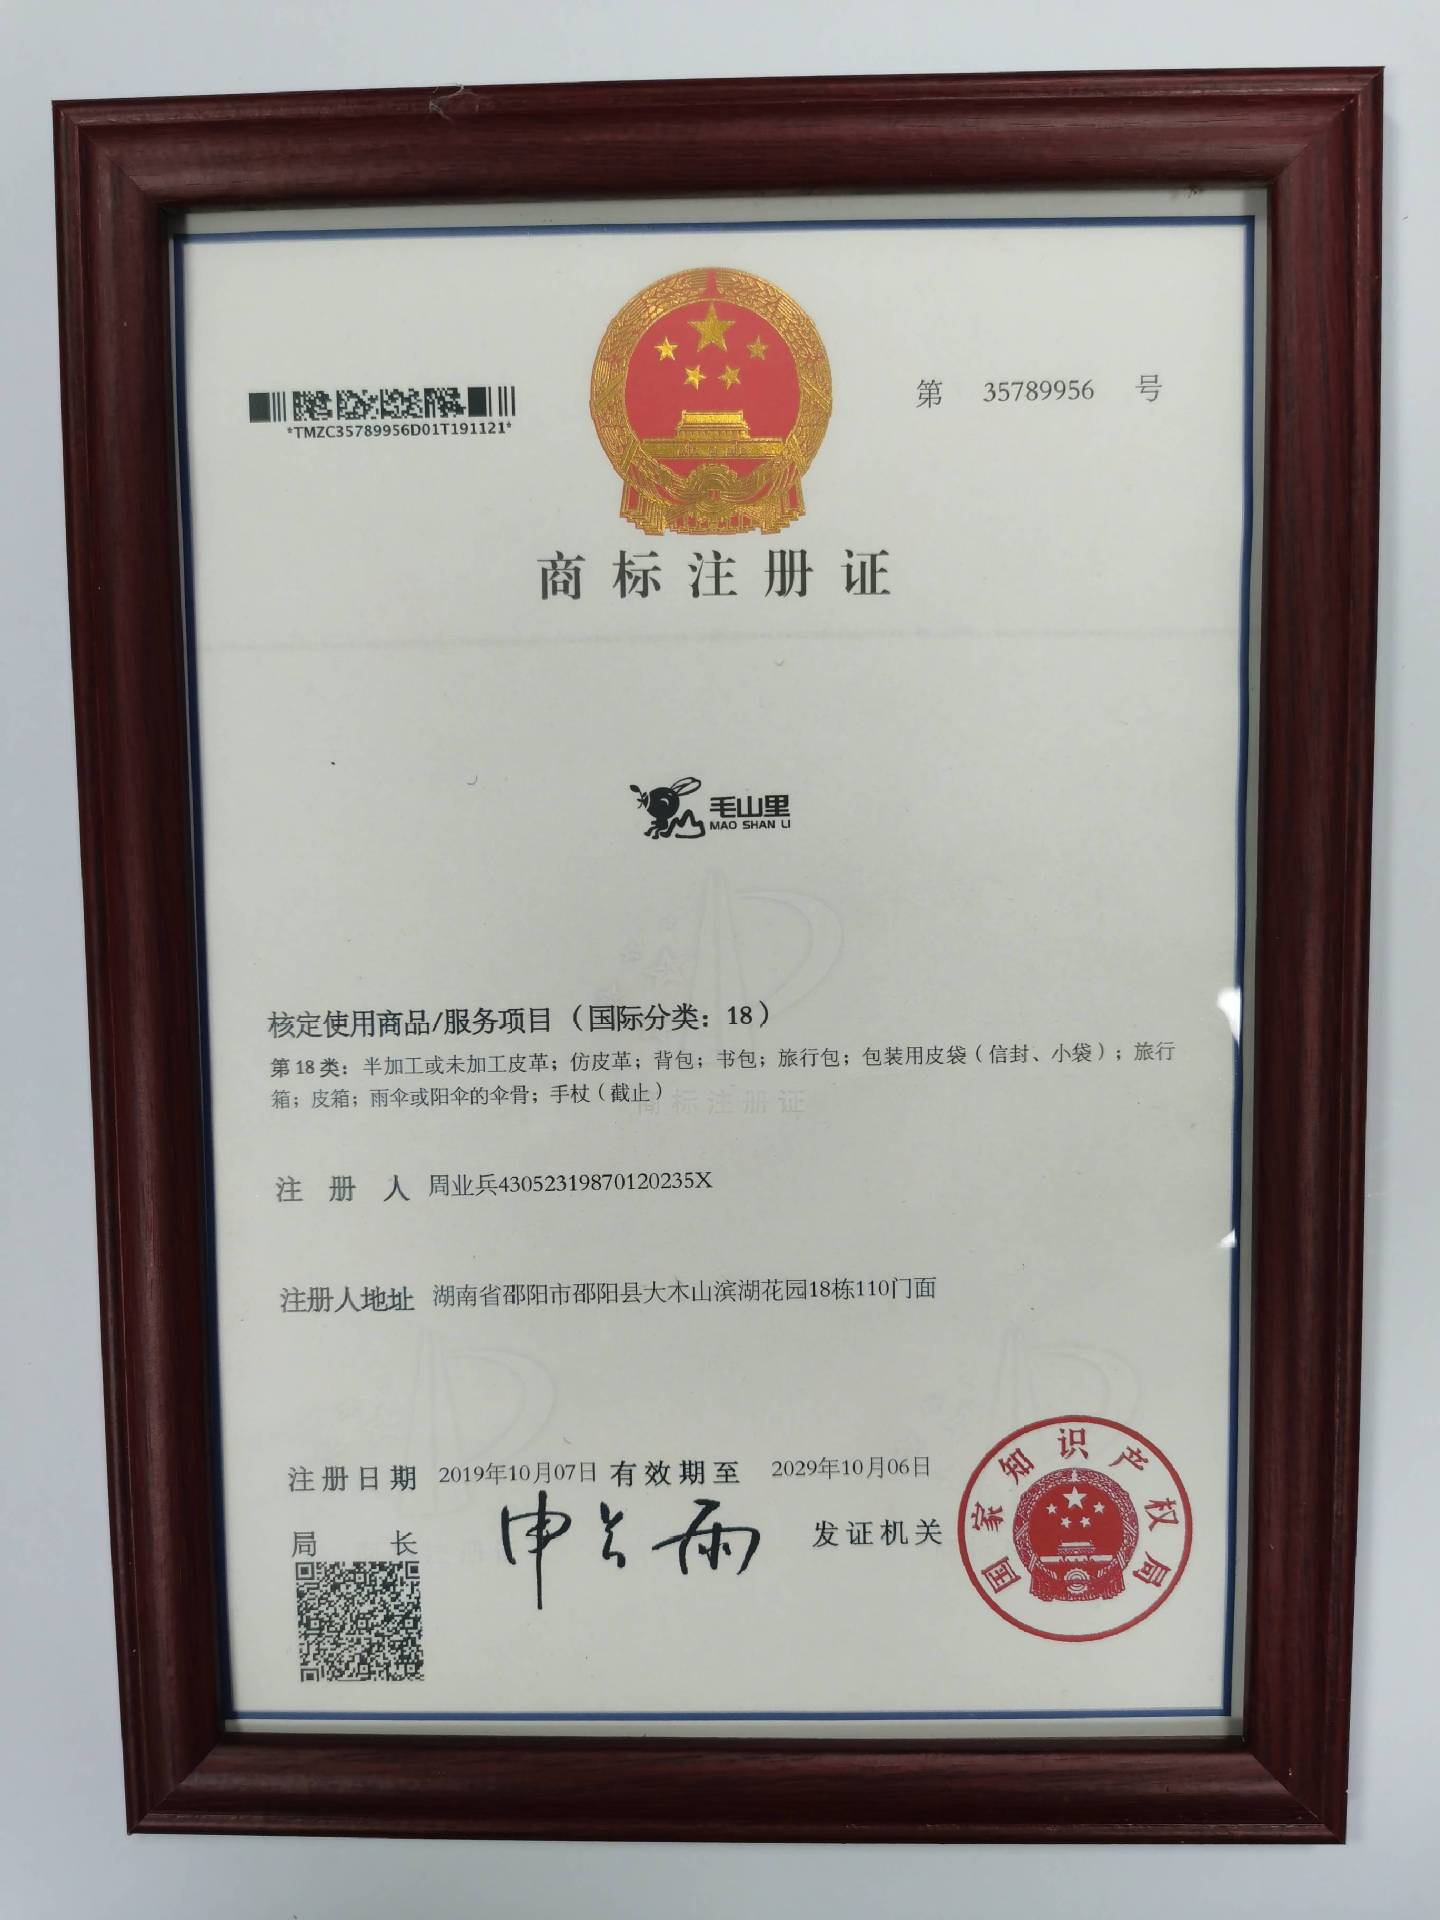 *TMZC35789956D01T191121*
第 35789956 号
商标注册证
毛山里
MAO SHAN LI
核定使用商品/服务项目（国际分类：18）
第18类：半加工或未加工皮革；仿皮革；背包；书包；旅行包；包装用皮袋（信封、小袋）；旅行
箱；皮箱；雨伞或阳伞的伞骨；手杖（截止）
商标注册证
注册人 周业兵43052319870120235X
注册人地址 湖南省邵阳市邵阳县大木山滨湖花园18栋110门面
注册日期 2019年10月07日 有效期至 2029年10月06日
局长 申长雨 发证机关
国家知识产权局